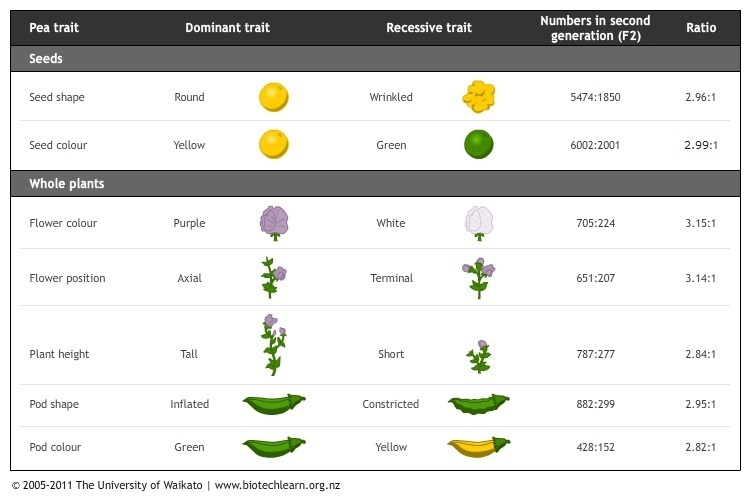 Pea trait Dominant trait Recessive trait Numbers in second generation (F2) Ratio
Seeds
Seed shape Round Wrinkled 5474:1850 2.96:1
Seed colour Yellow Green 6002:2001 2.99:1
Whole plants
Flower colour Purple White 705:224 3.15:1
Flower position Axial Terminal 651:207 3.14:1
Plant height Tall Short 787:277 2.84:1
Pod shape Inflated Constricted 882:299 2.95:1
Pod colour Green Yellow 428:152 2.82:1
© 2005-2011 The University of Waikato | www.biotechlearn.org.nz